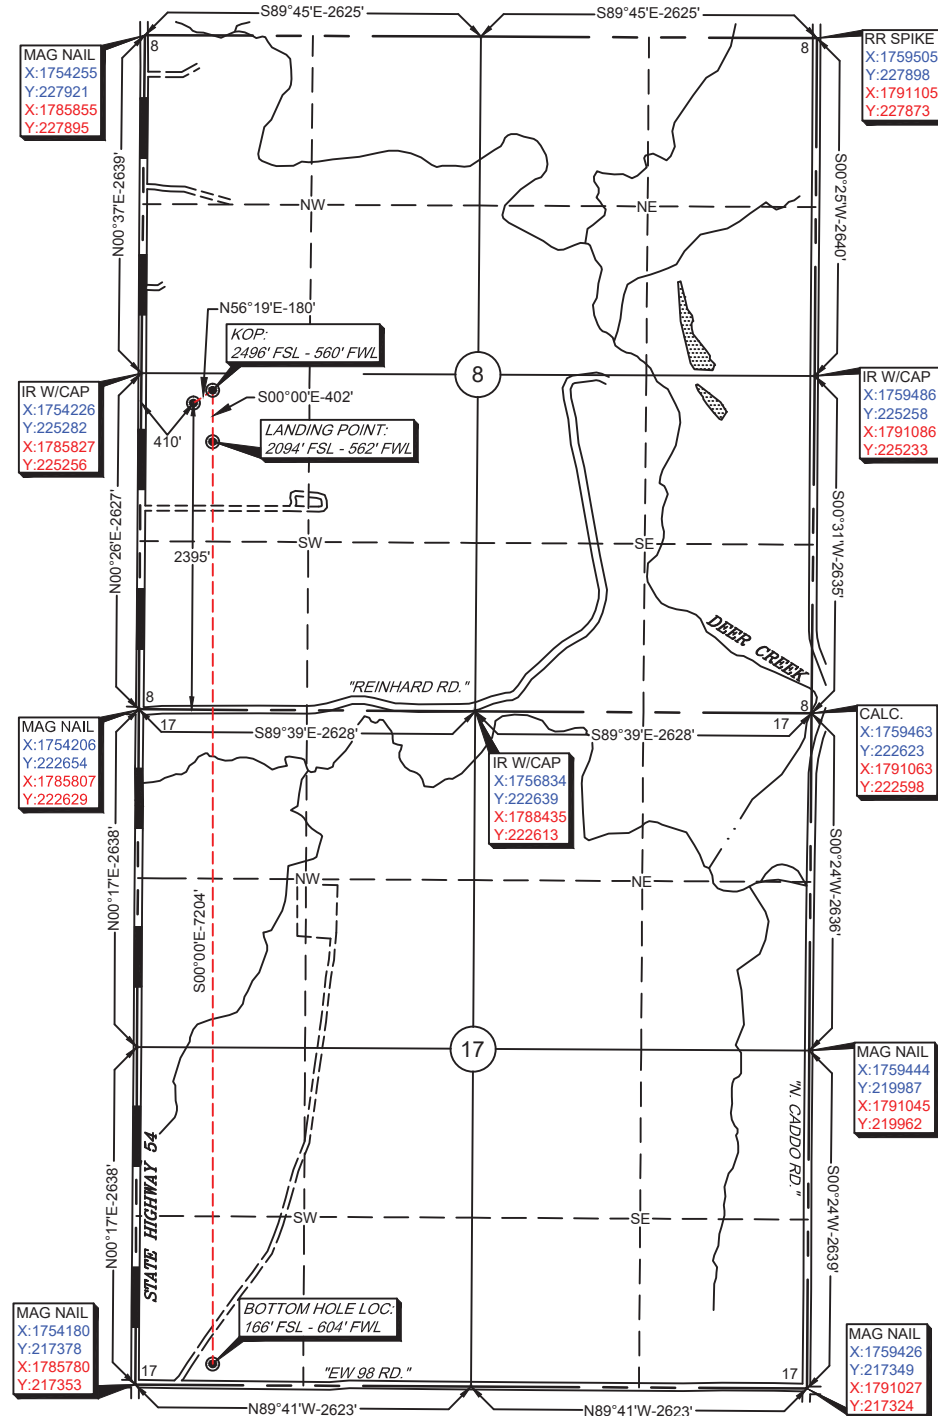 S89°45'E-2625'
S89°45'E-2625'
MAG NAIL
X:1754255
Y:227921
X:1785855
Y:227895
8
8
RR SPIKE
X:1759505
Y:227898
X:1791105
Y:227873
N00°37'E-2639'
S00°25'W-2640'
NW
NE
N56°19'E-180'
KOP:
2496' FSL - 560' FWL
8
IR W/CAP
X:1754226
Y:225282
X:1785827
Y:225256
S00°00'E-402'
IR W/CAP
X:1759486
Y:225258
X:1791086
Y:225233
410'
LANDING POINT:
2094' FSL - 562' FWL
N00°26'E-2627'
2395'
SW
SE
S00°31'W-2635'
DEER CREEK
"REINHARD RD."
8
17
8
17
S89°39'E-2628'
S89°39'E-2628'
MAG NAIL
X:1754206
Y:222654
X:1785807
Y:222629
IR W/CAP
X:1756834
Y:222639
X:1788435
Y:222613
CALC.
X:1759463
Y:222623
X:1791063
Y:222598
N00°17'E-2638'
S00°24'W-2636'
NW
NE
S00°00'E-7204'
17
MAG NAIL
X:1759444
Y:219987
X:1791045
Y:219962
"N. CADDO RD."
STATE HIGHWAY 54
N00°17'E-2638'
S00°24'W-2639'
SW
SE
BOTTOM HOLE LOC:
166' FSL - 604' FWL
MAG NAIL
X:1754180
Y:217378
X:1785780
Y:217353
17
"EW 98 RD."
17
MAG NAIL
X:1759426
Y:217349
X:1791027
Y:217324
N89°41'W-2623'
N89°41'W-2623'